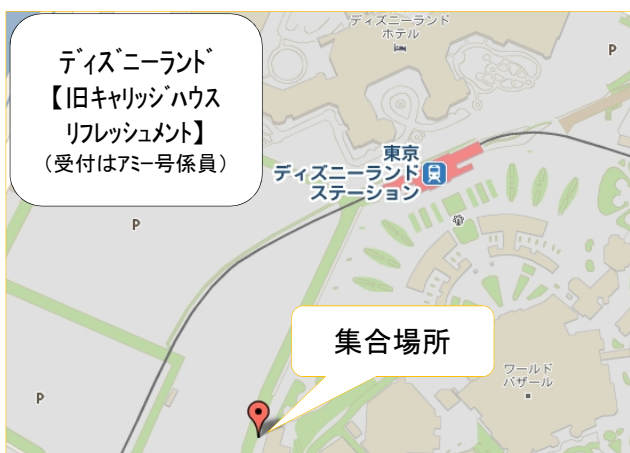 ディズニーランド
【旧キャリッジハウス
リフレッシュメント】
（受付はアミー号係員）
ディズニーランド
ホテル
P
東京
ディズニーランド
ステーション
P
集合場所
ワールド
バザール
P